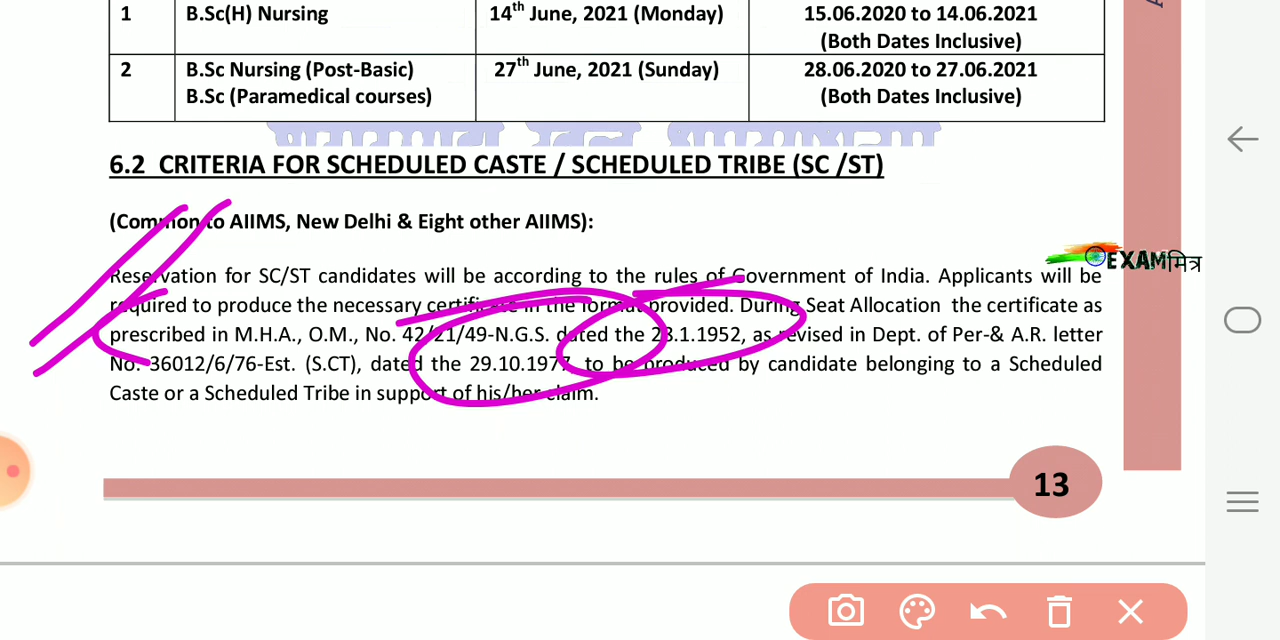 1 B.Sc(H) Nursing 14th June, 2021 (Monday) 15.06.2020 to 14.06.2021
(Both Dates Inclusive)
2 B.Sc Nursing (Post-Basic) 27th June, 2021 (Sunday) 28.06.2020 to 27.06.2021
B.Sc (Paramedical courses) (Both Dates Inclusive)
6.2 CRITERIA FOR SCHEDULED CASTE / SCHEDULED TRIBE (SC /ST)
(Common to AIIMS, New Delhi & Eight other AIIMS):
Reservation for SC/ST candidates will be according to the rules of Government of India. Applicants will be
required to produce the necessary certificate in the format provided. During Seat Allocation the certificate as
prescribed in M.H.A., O.M., No. 42/21/49-N.G.S. dated the 28.1.1952, as revised in Dept. of Per-& A.R. letter
No. 36012/6/76-Est. (S.CT), dated the 29.10.1977, to be produced by candidate belonging to a Scheduled
Caste or a Scheduled Tribe in support of his/her claim.
EXAMमित्र
13